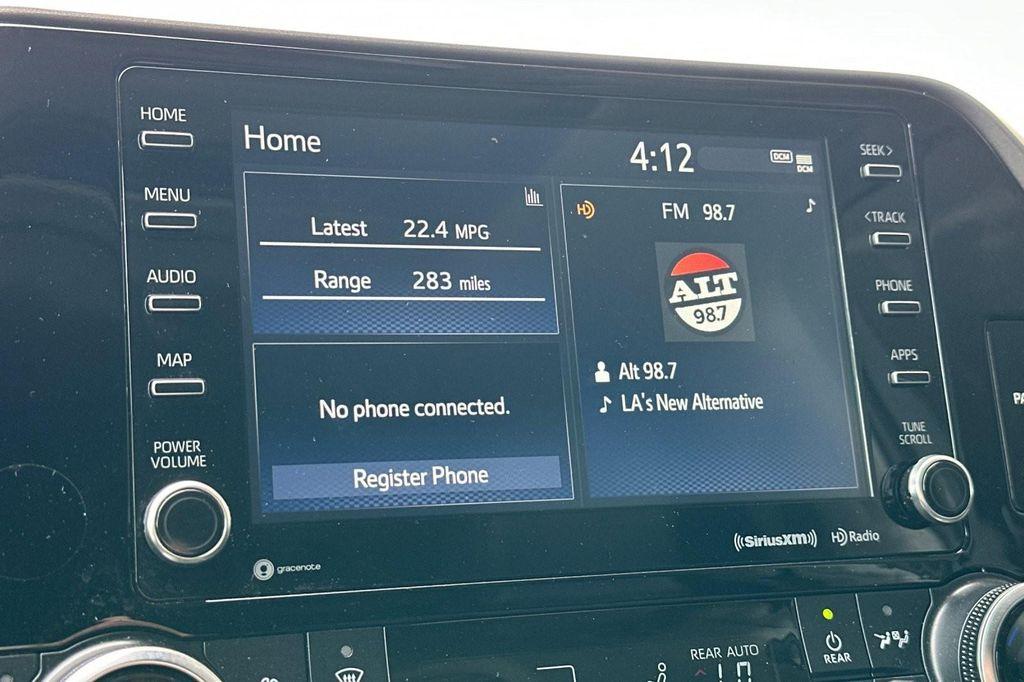 HOME
MENU
AUDIO
MAP
POWER
VOLUME
Home
4:12
DCM
DCM
Latest 22.4 MPG
Range 283 miles
No phone connected.
Register Phone
HD
FM 98.7
ALT
98.7
Alt 98.7
LA's New Alternative
SEEK>
<TRACK
PHONE
APPS
TUNE
SCROLL
gracenote
((SiriusXM))
HD Radio
REAR AUTO
REAR